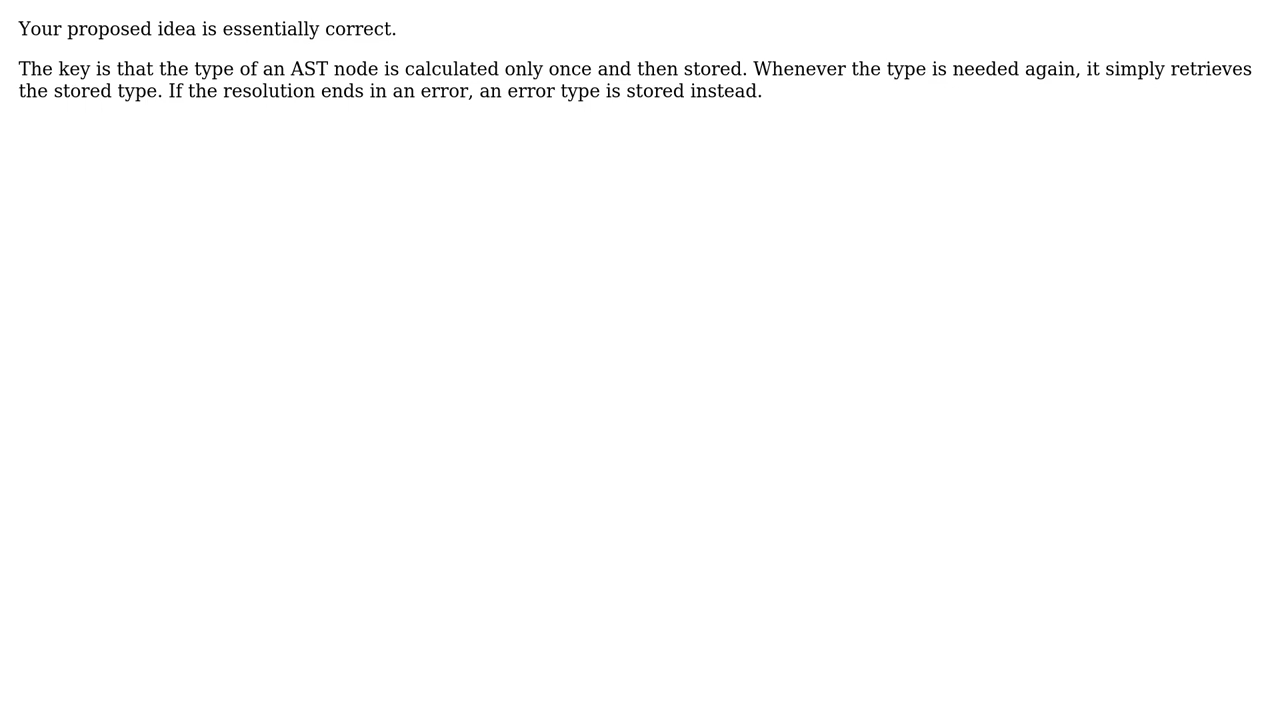 Your proposed idea is essentially correct.
The key is that the type of an AST node is calculated only once and then stored. Whenever the type is needed again, it simply retrieves
the stored type. If the resolution ends in an error, an error type is stored instead.